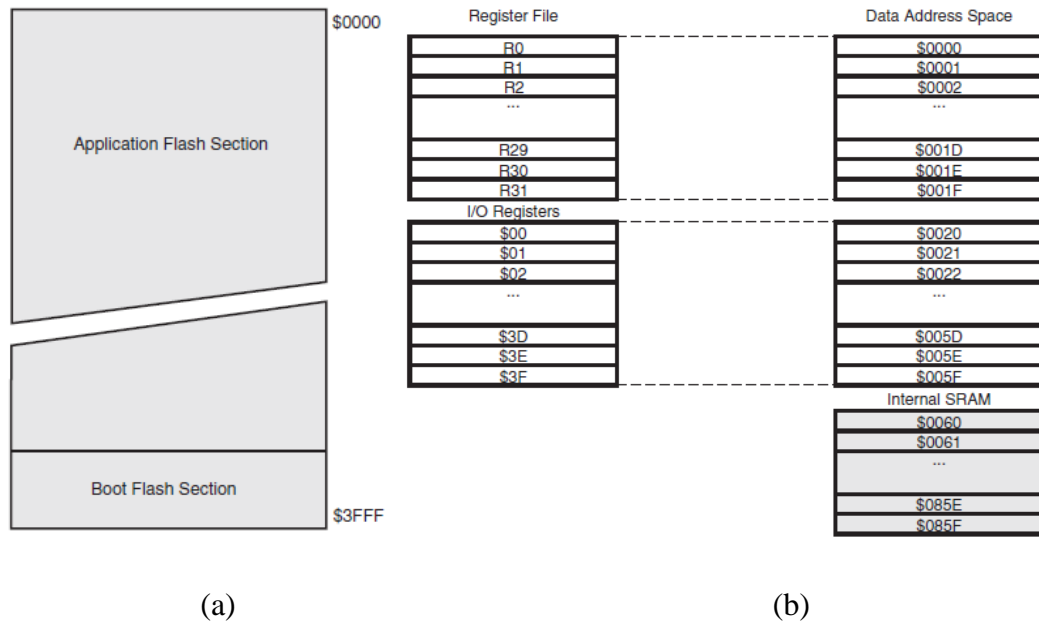 $0000
Application Flash Section
Boot Flash Section
$3FFF
(a)
Register File
R0
R1
R2
...
R29
R30
R31
I/O Registers
$00
$01
$02
...
$3D
$3E
$3F
Data Address Space
$0000
$0001
$0002
...
$001D
$001E
$001F
$0020
$0021
$0022
...
$005D
$005E
$005F
Internal SRAM
$0060
$0061
...
$085E
$085F
(b)